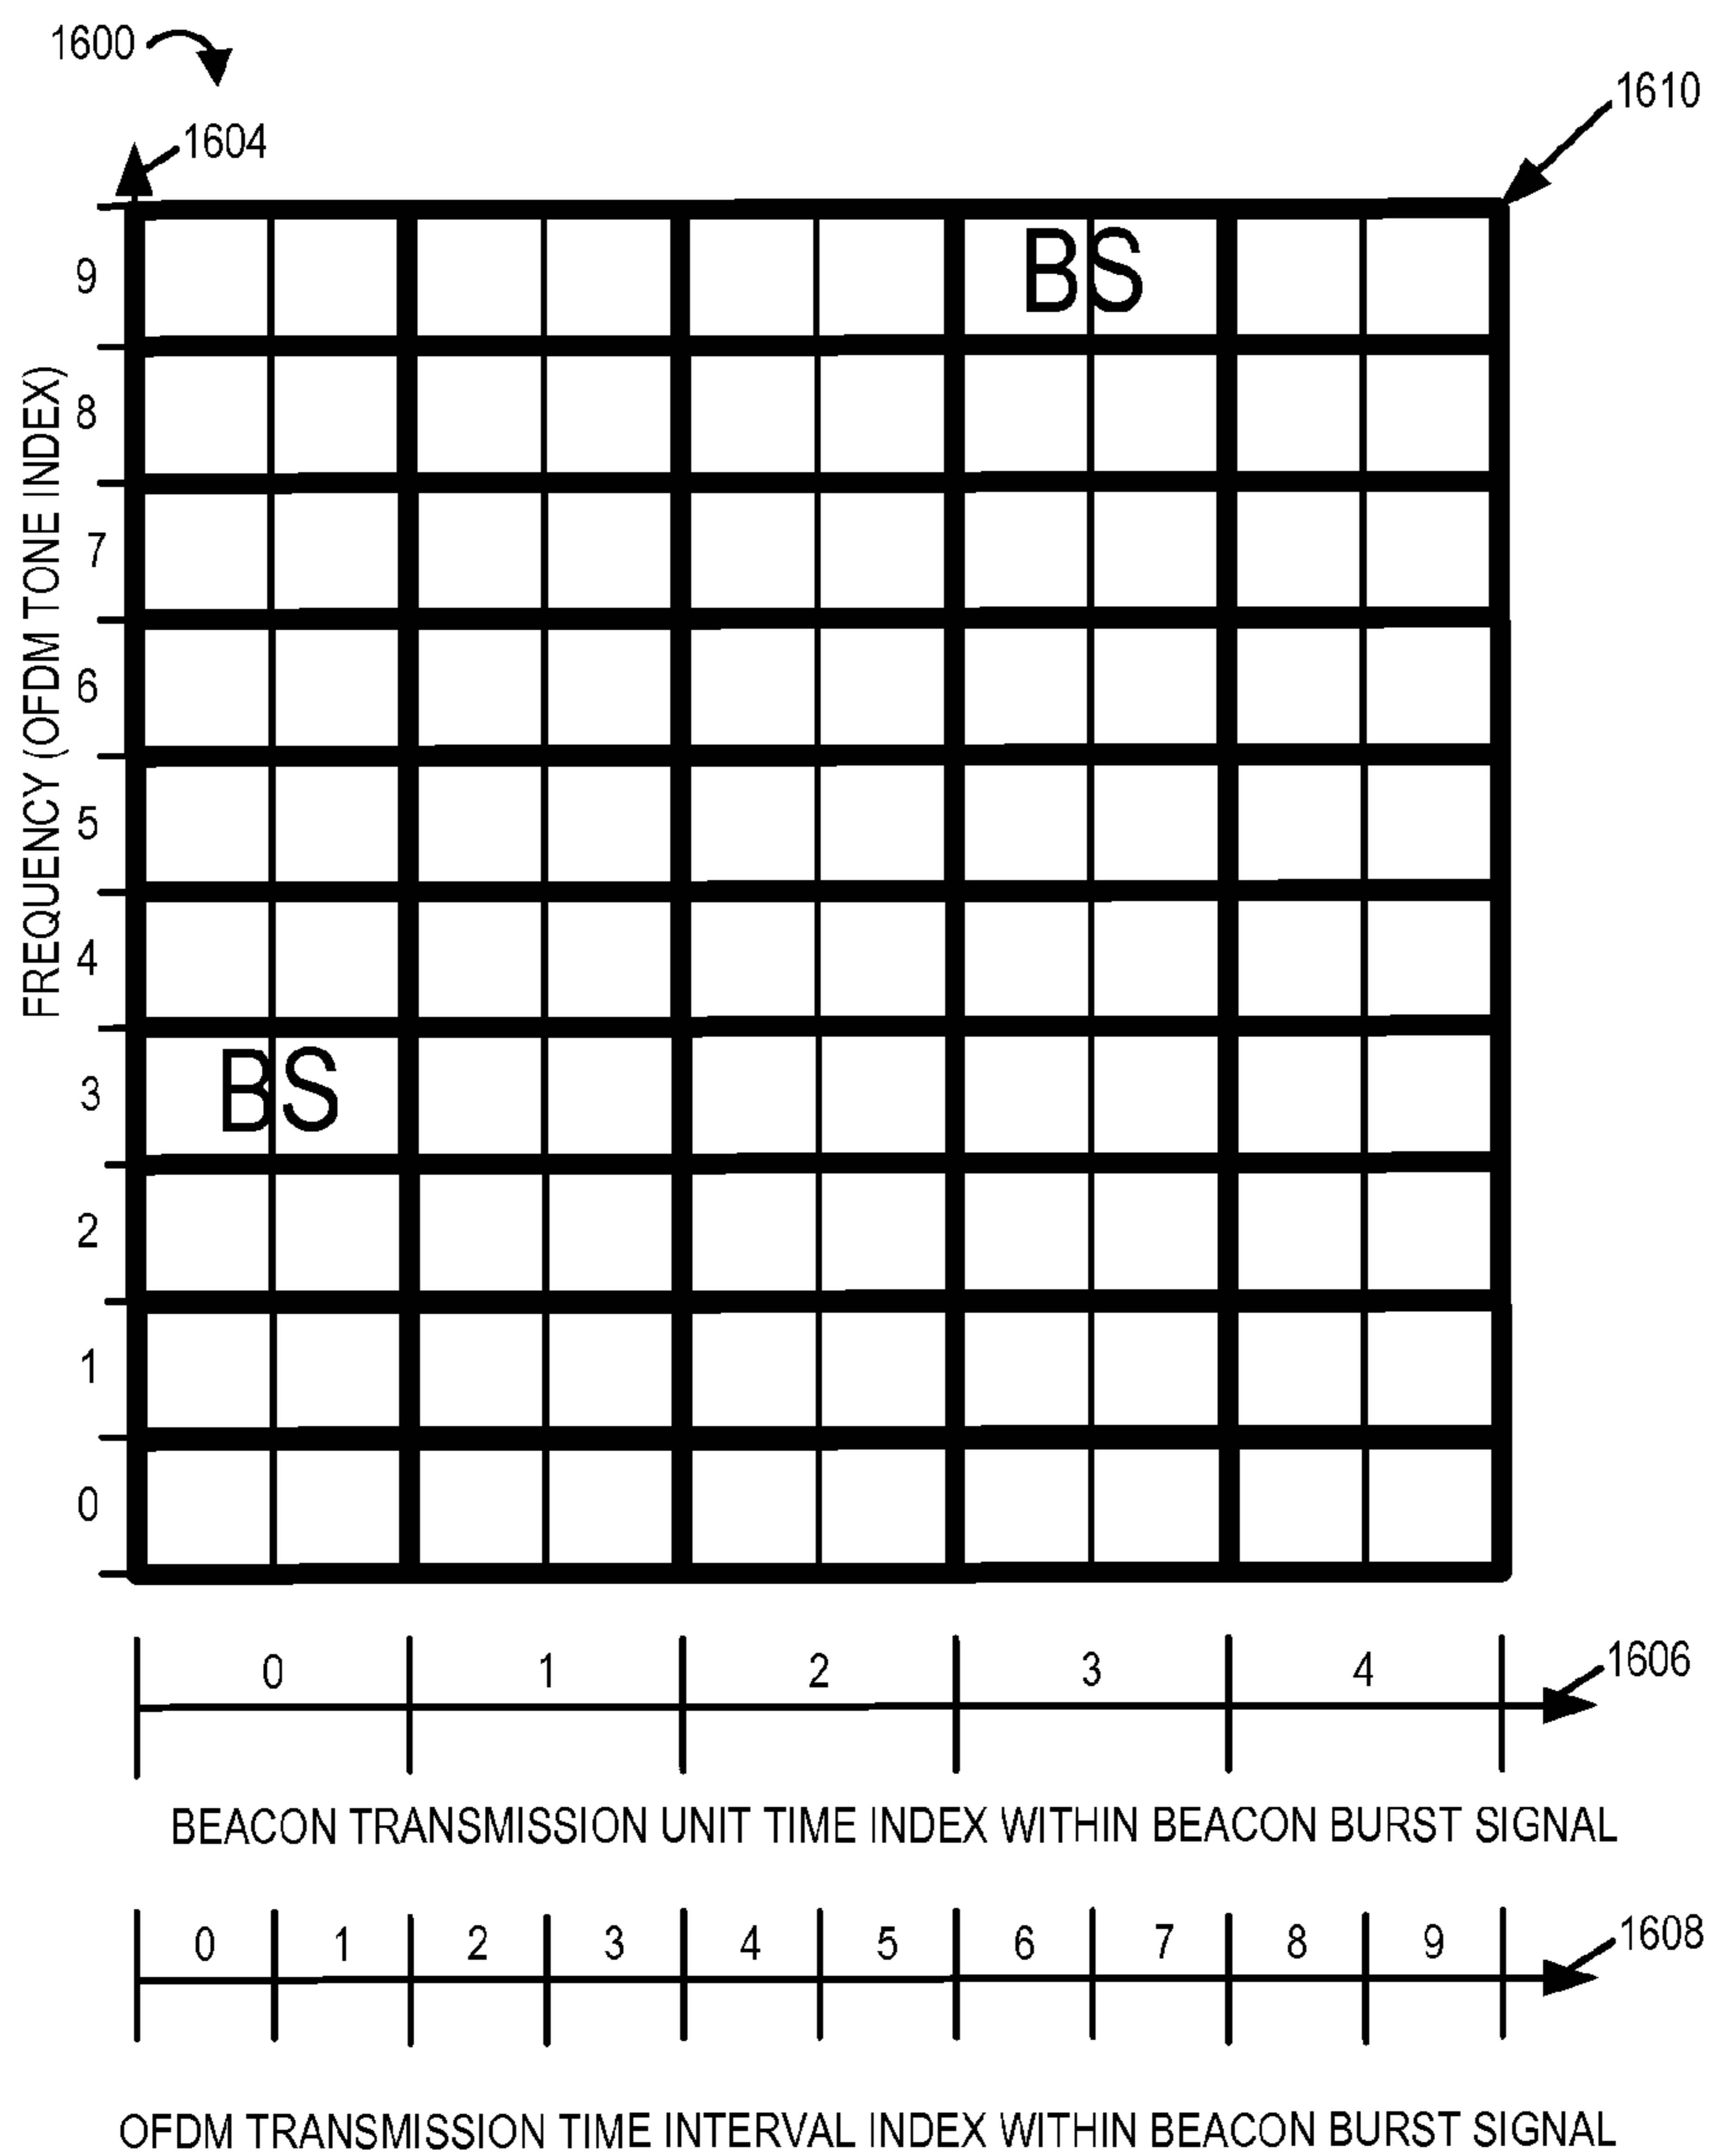 1600
1610
1604
FREQUENCY (OFDM TONE INDEX)
9 BS
8
7
6
5
4
3 BS
2
1
0
0 1 2 3 4 1606
BEACON TRANSMISSION UNIT TIME INDEX WITHIN BEACON BURST SIGNAL
0 1 2 3 4 5 6 7 8 9 1608
OFDM TRANSMISSION TIME INTERVAL INDEX WITHIN BEACON BURST SIGNAL